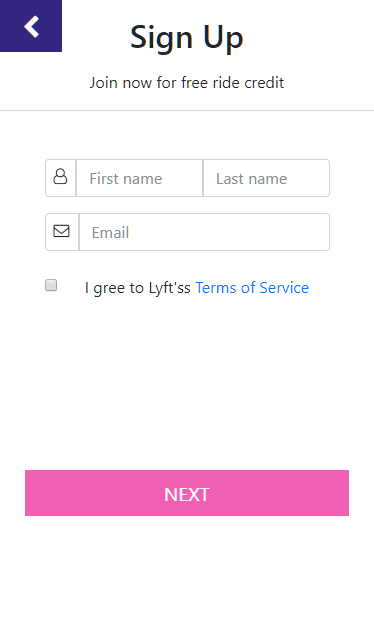 Sign Up
Join now for free ride credit
First name Last name
Email
I gree to Lyft'ss Terms of Service
NEXT